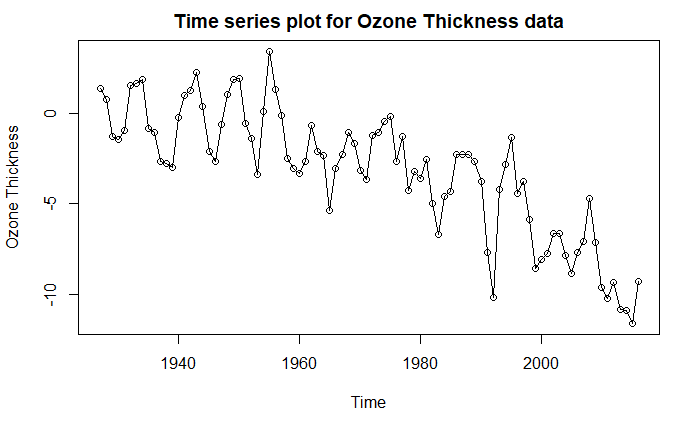 Time series plot for Ozone Thickness data
Ozone Thickness
0
-5
-10
1940 1960 1980 2000
Time